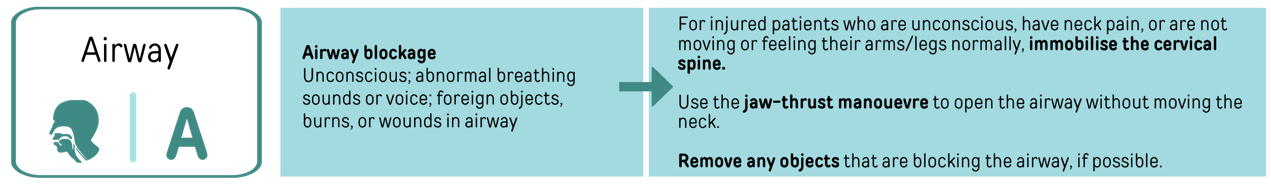 Airway
A
Airway blockage
Unconscious; abnormal breathing
sounds or voice; foreign objects,
burns, or wounds in airway
For injured patients who are unconscious, have neck pain, or are not
moving or feeling their arms/legs normally, immobilise the cervical
spine.
Use the jaw-thrust manouevre to open the airway without moving the
neck.
Remove any objects that are blocking the airway, if possible.